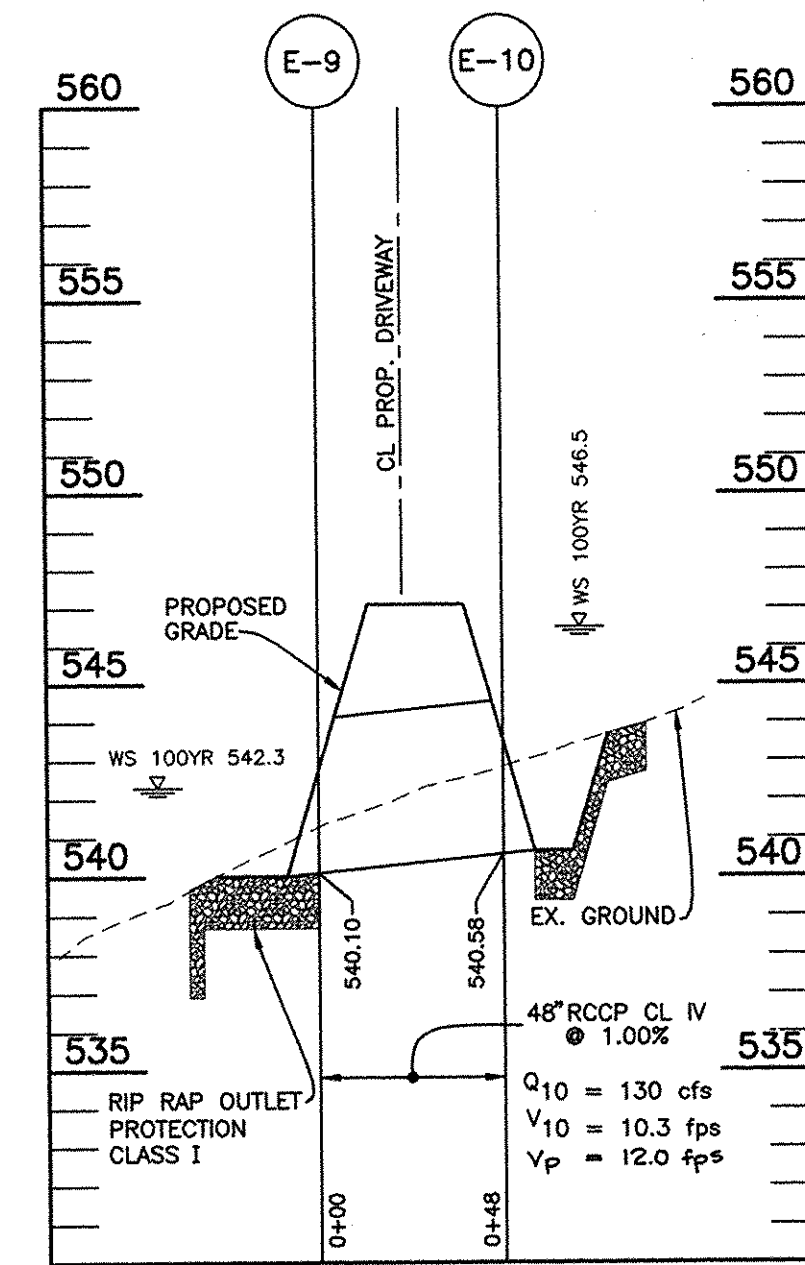 E-9
E-10
560
560
555
555
CL PROP. DRIVEWAY
550
550
WS 100YR 546.5
PROPOSED
GRADE
545
545
WS 100YR 542.3
540
540
540.10
540.58
EX. GROUND
48" RCCP CL IV
@ 1.00%
535
535
RIP RAP OUTLET
PROTECTION
CLASS I
Q10 = 130 cfs
V10 = 10.3 fps
VP = 12.0 fps
0+00
0+48